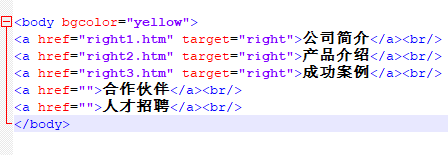 <body bgcolor="yellow">
<a href="right1.htm" target="right">公司简介</a><br/>
<a href="right2.htm" target="right">产品介绍</a><br/>
<a href="right3.htm" target="right">成功案例</a><br/>
<a href="">合作伙伴</a><br/>
<a href="">人才招聘</a><br/>
</body>